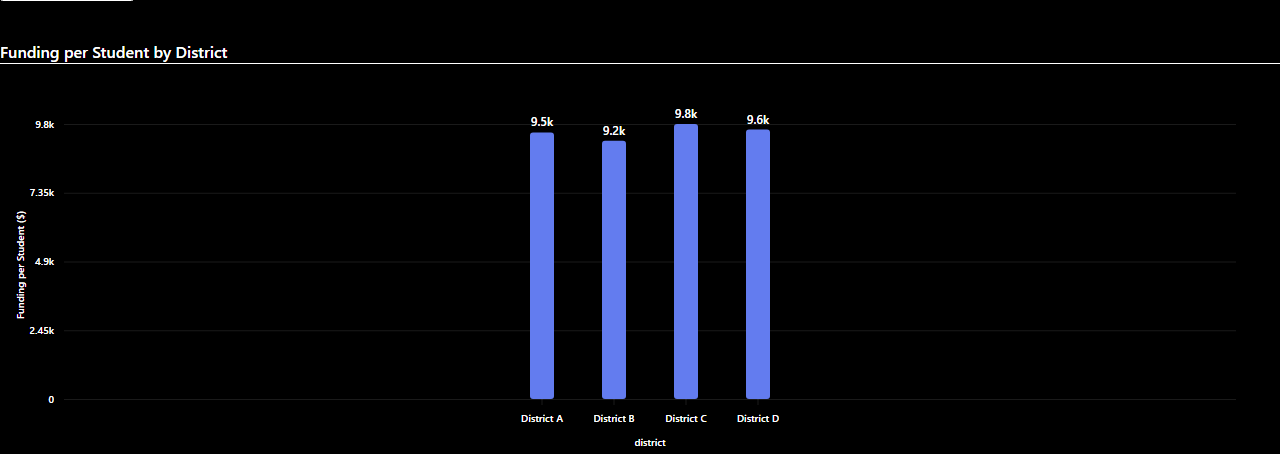 Funding per Student by District
9.5k
9.2k
9.8k
9.6k
9.8k
7.35k
4.9k
2.45k
0
Funding per Student ($)
District A
District B
District C
District D
district